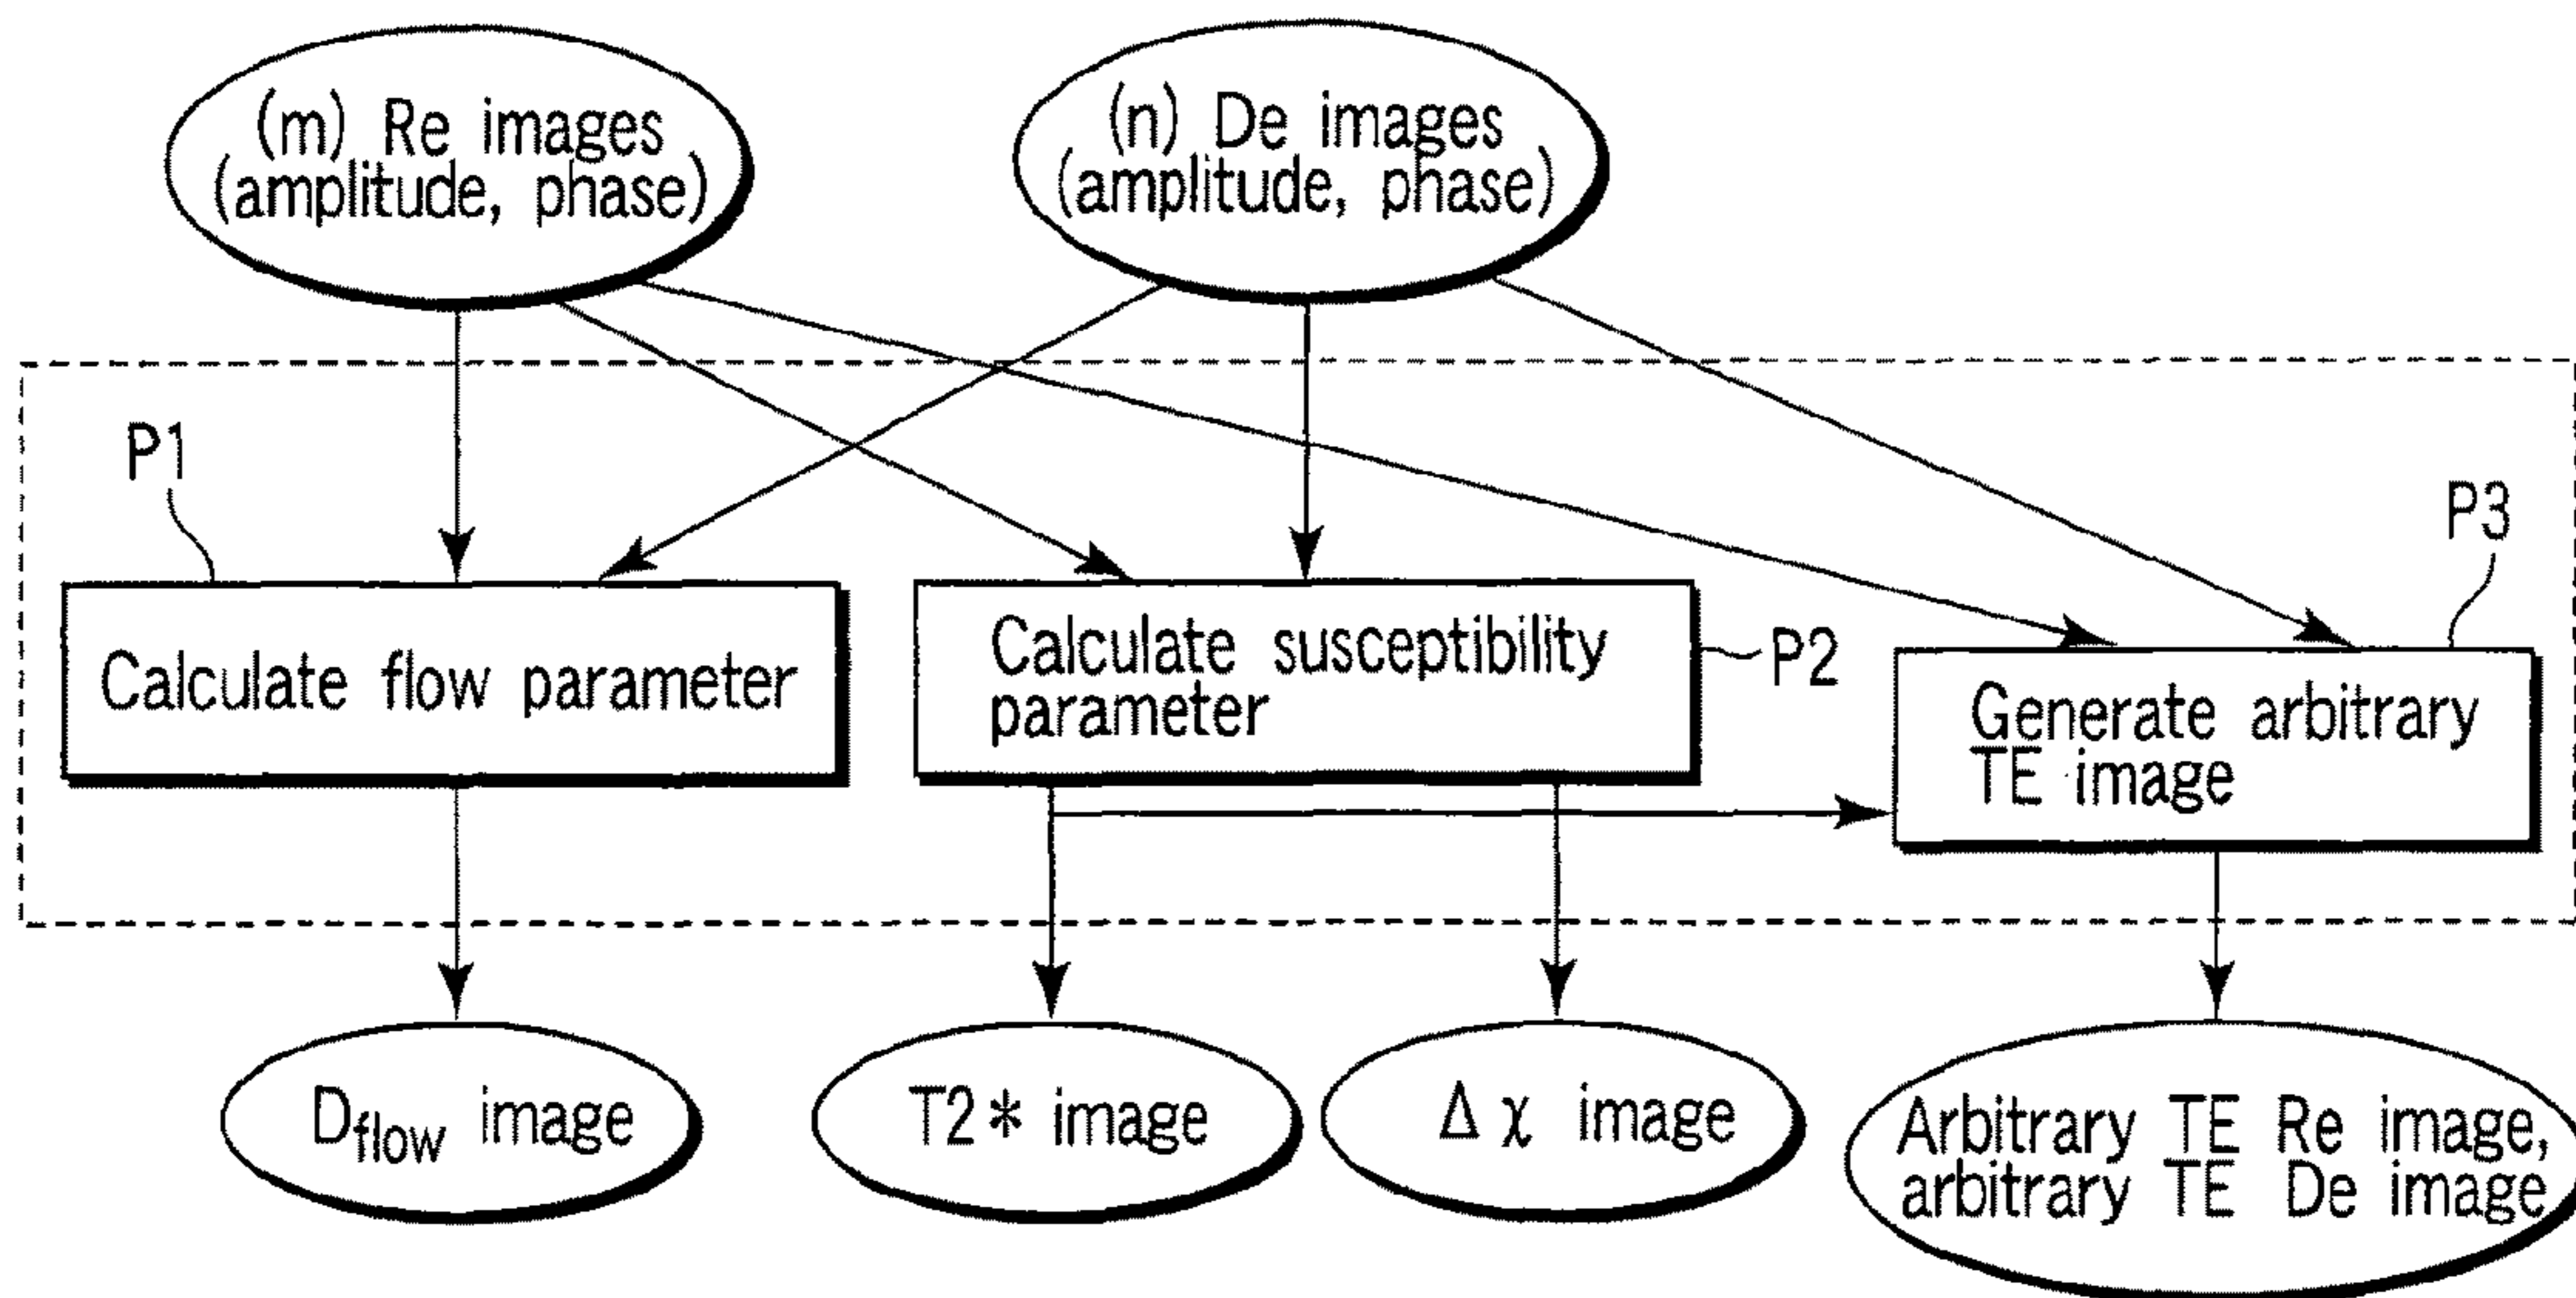 (m) Re images
(amplitude, phase)
(n) De images
(amplitude, phase)
P1
P3
Calculate flow parameter
Calculate susceptibility
parameter
P2
Generate arbitrary
TE image
Dflow image
T2* image
Δχ image
Arbitrary TE Re image,
arbitrary TE De image